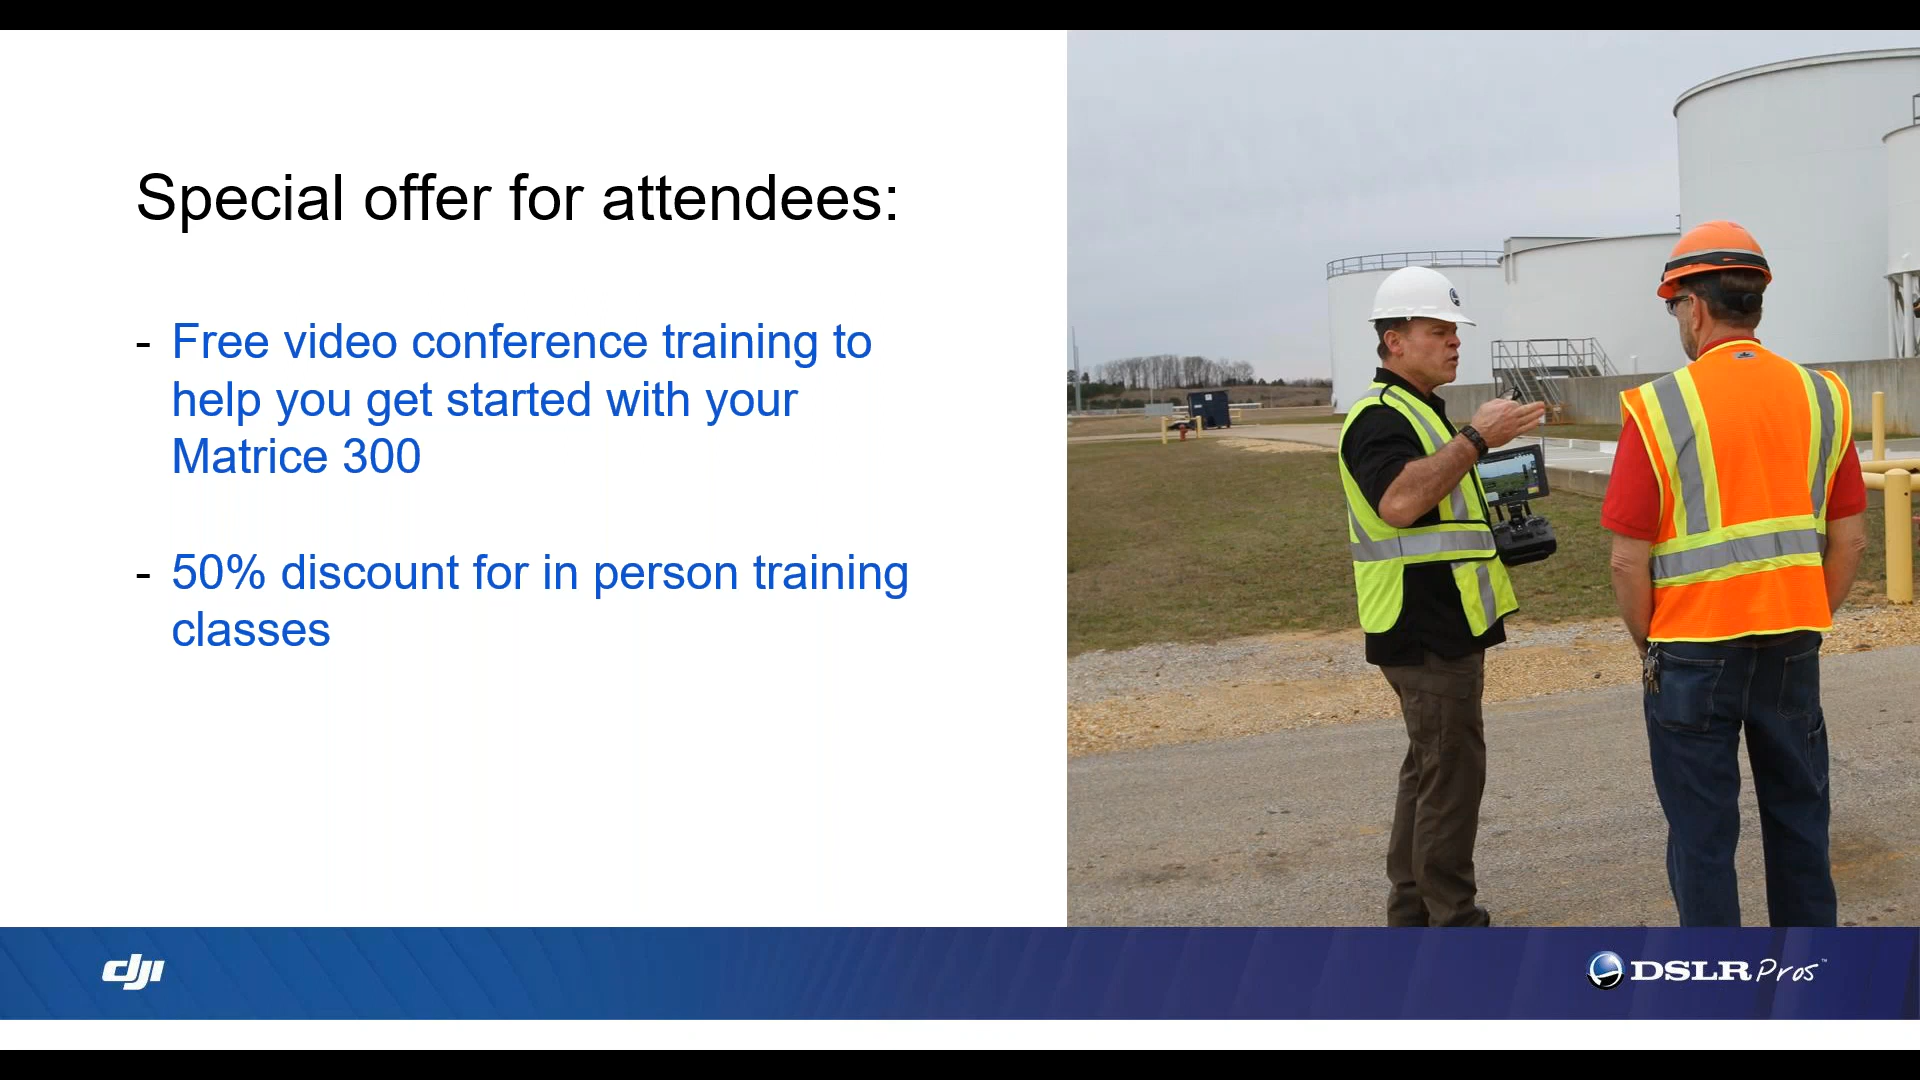 Special offer for attendees:
- Free video conference training to
help you get started with your
Matrice 300
- 50% discount for in person training
classes
dji
DSLR Pros™